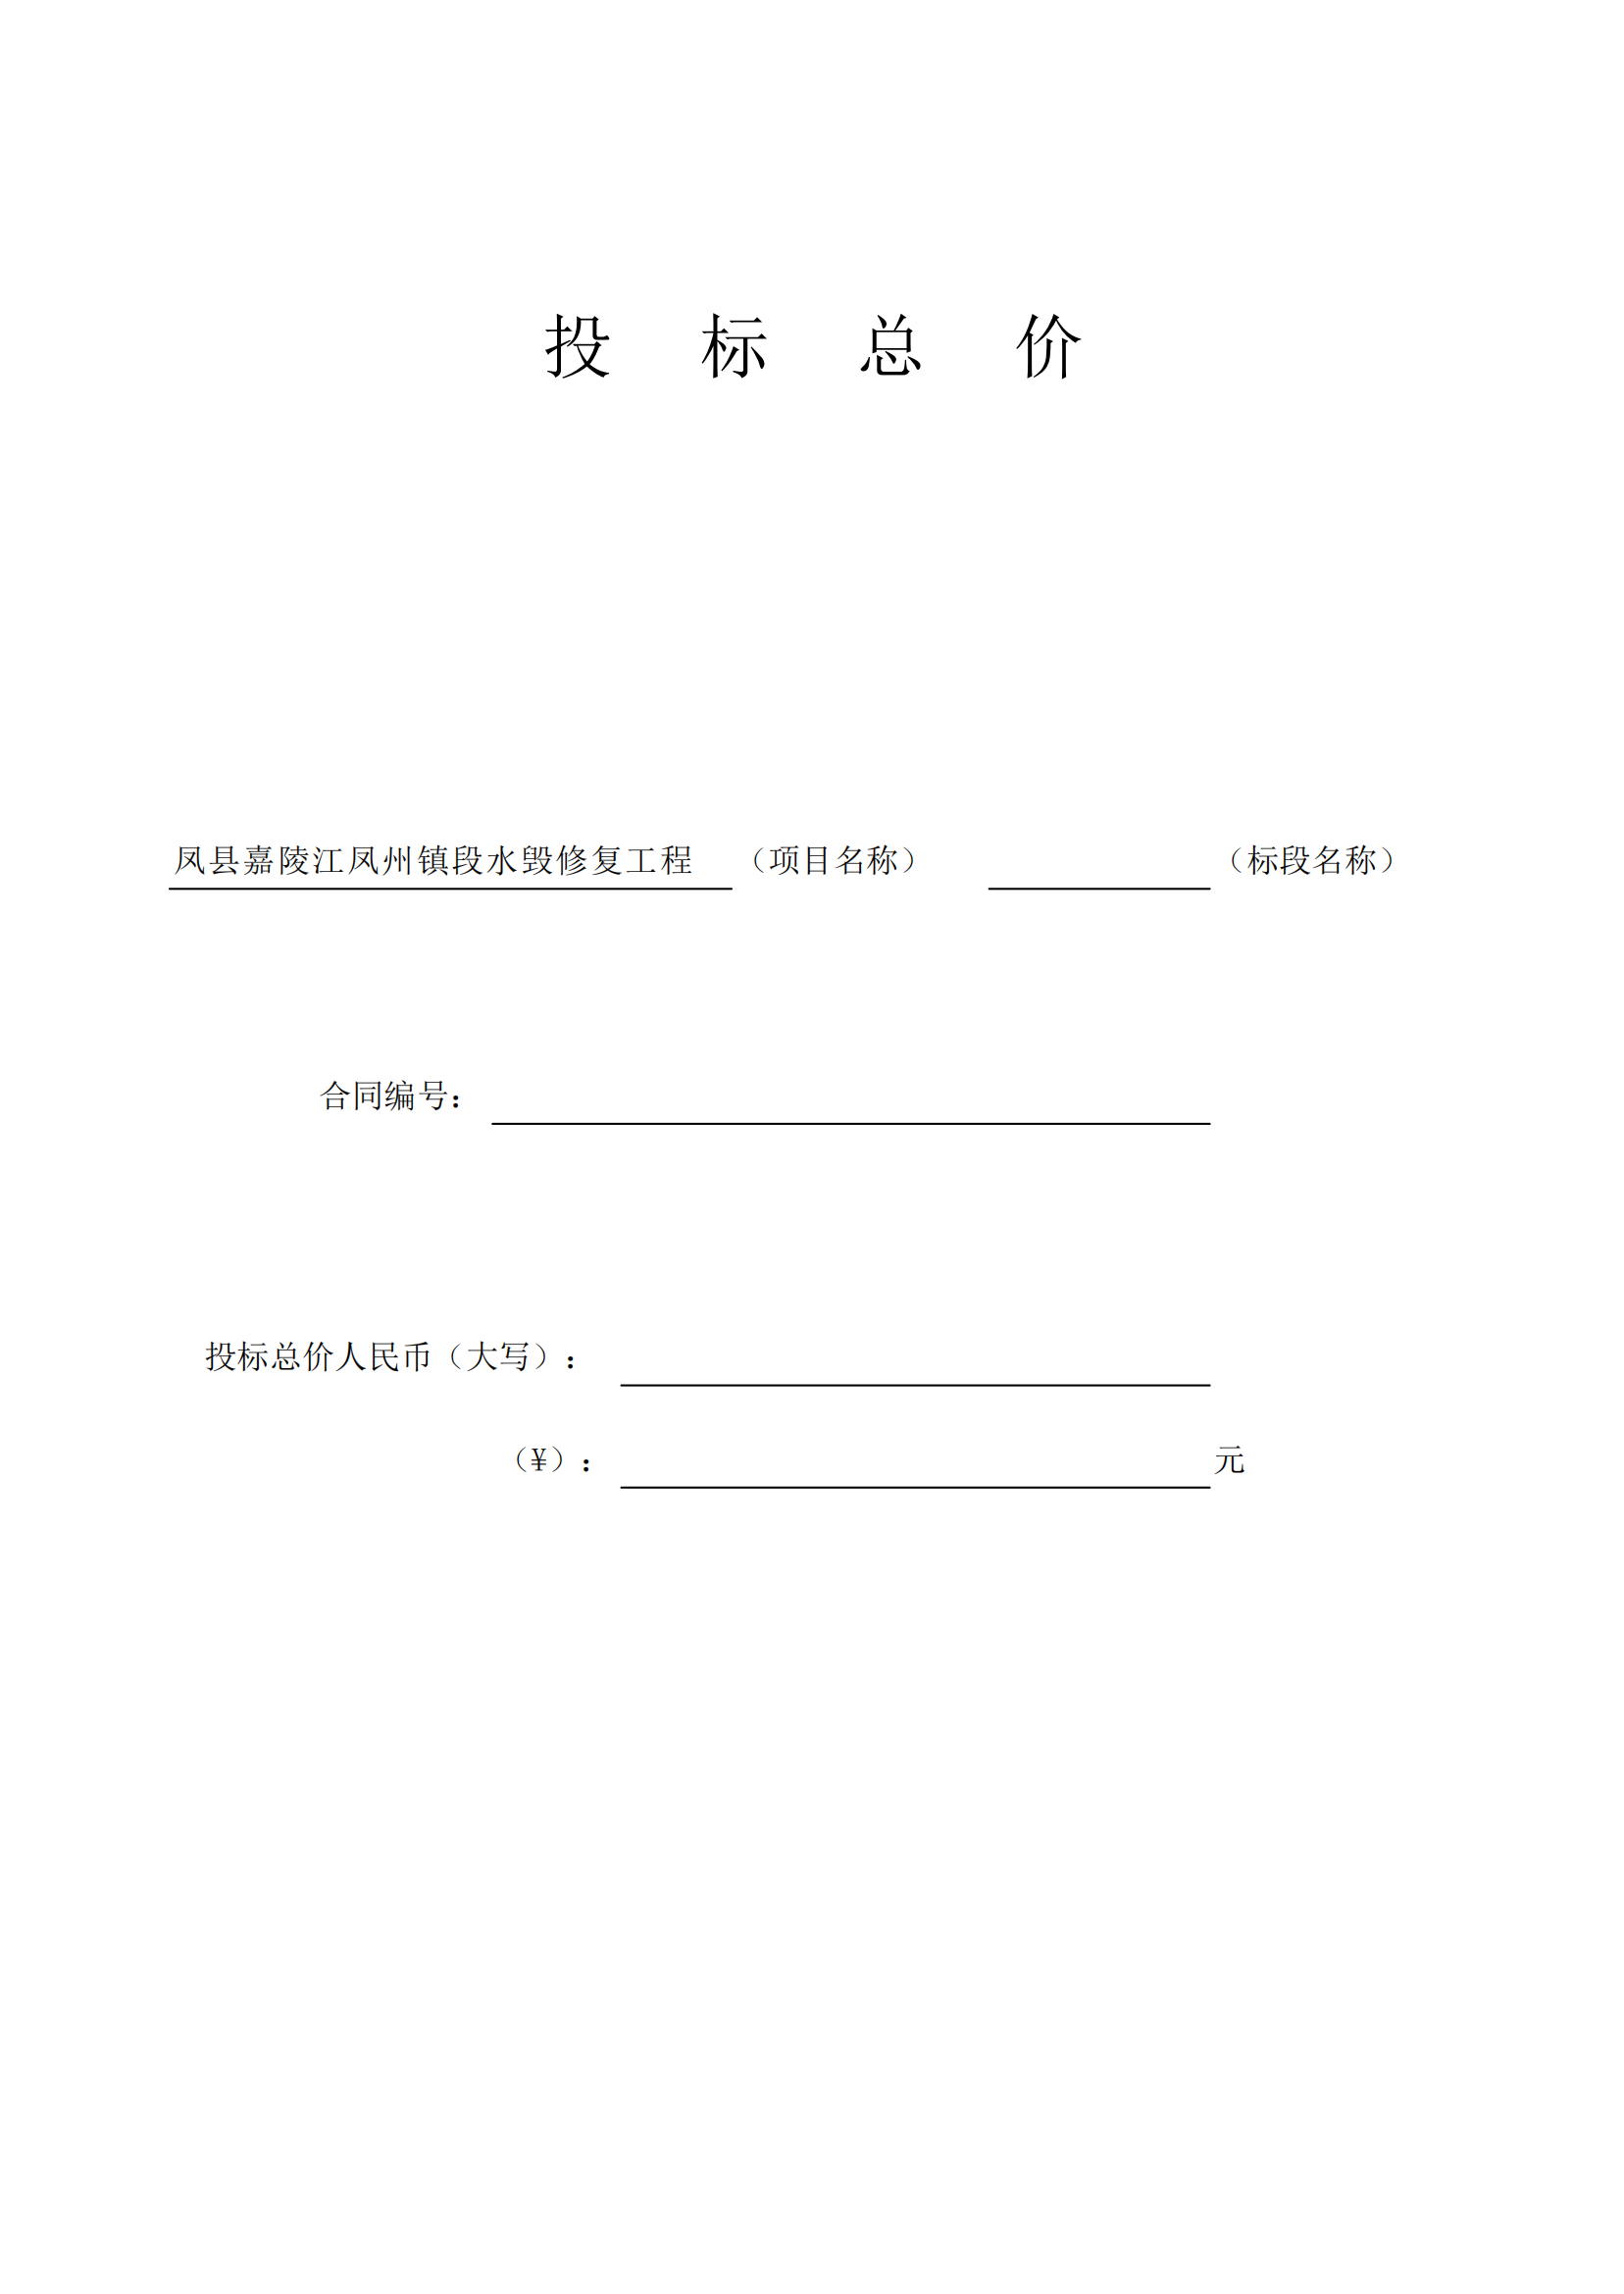 投 标 总 价
凤县嘉陵江凤州镇段水毁修复工程 （项目名称） （标段名称）
合同编号：
投标总价人民币（大写）：
（¥）： 元